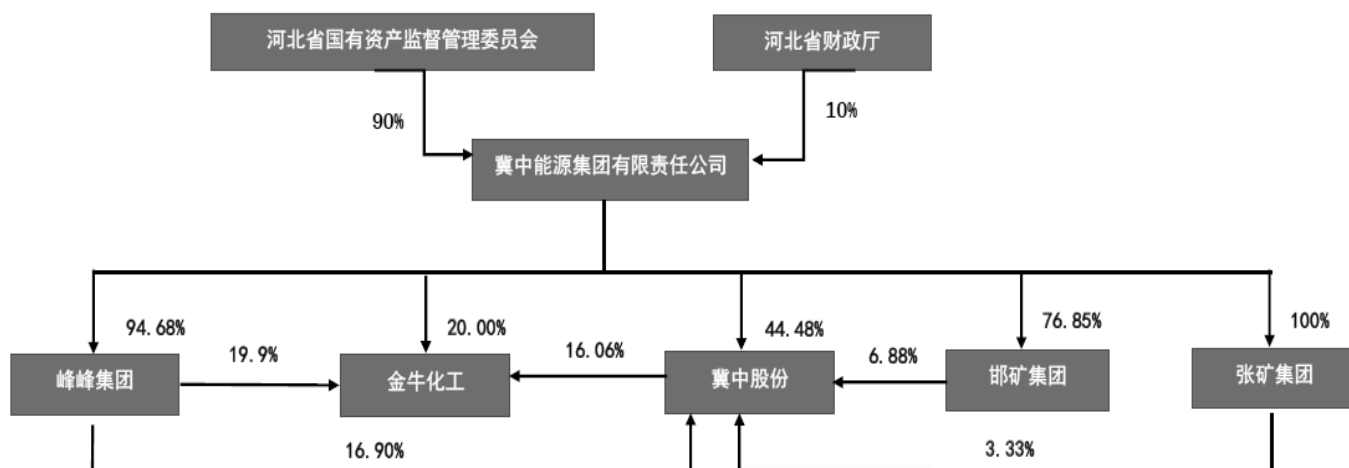 河北省国有资产监督管理委员会
河北省财政厅
90%
10%
冀中能源集团有限责任公司
94.68%
20.00%
44.48%
76.85%
100%
19.9%
16.06%
6.88%
峰峰集团
金牛化工
冀中股份
邯矿集团
张矿集团
16.90%
3.33%